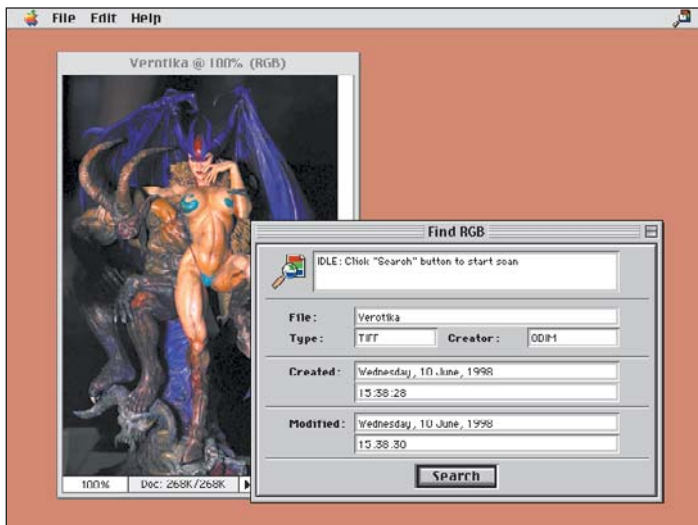 File Edit Help
Verotika @ 100% (RGB)
Find RGB
IDLE: Click "Search" button to start scan
File: Verotika
Type: TIFF Creator: 8DIM
Created: Wednesday, 10 June, 1998
15:38:28
Modified: Wednesday, 10 June, 1998
15:38:30
Search
100% Doc: 268K/268K